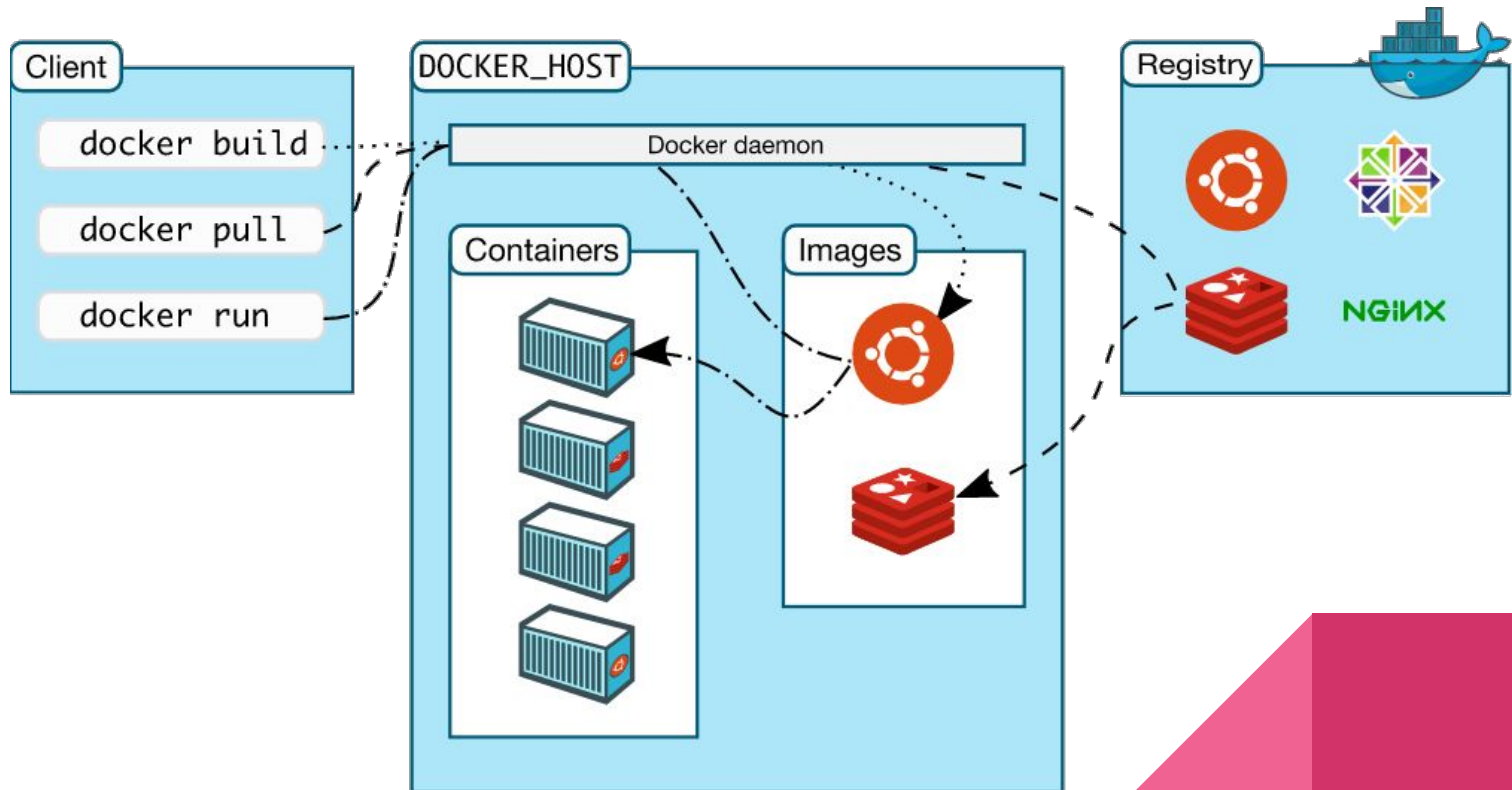 Client
docker build
docker pull
docker run
DOCKER_HOST
Docker daemon
Containers
Images
Registry
NGINX